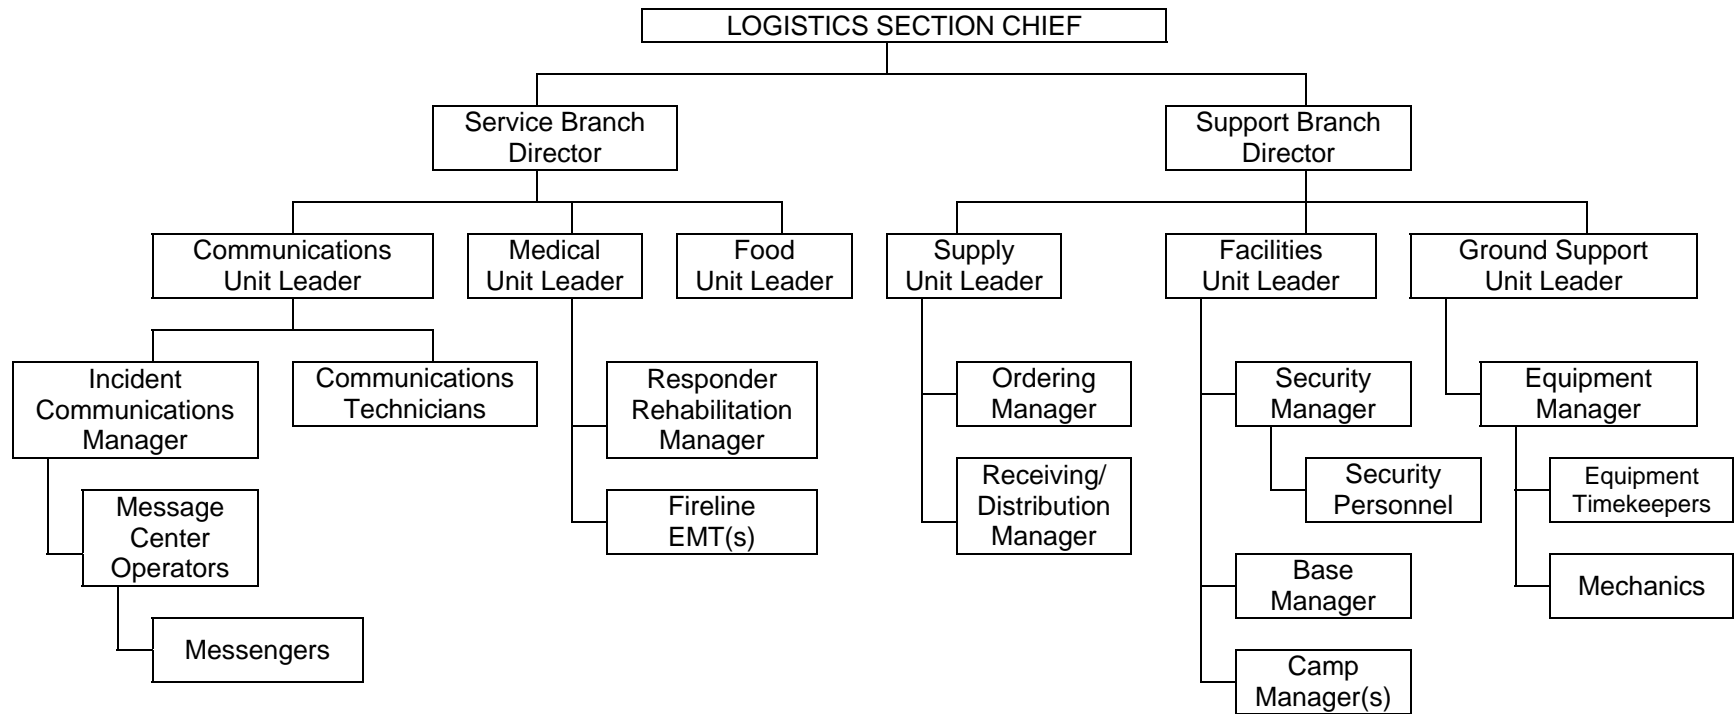 LOGISTICS SECTION CHIEF
Service Branch
Director
Support Branch
Director
Communications
Unit Leader
Medical
Unit Leader
Food
Unit Leader
Supply
Unit Leader
Facilities
Unit Leader
Ground Support
Unit Leader
Incident
Communications
Manager
Communications
Technicians
Responder
Rehabilitation
Manager
Ordering
Manager
Security
Manager
Equipment
Manager
Message
Center
Operators
Fireline
EMT(s)
Receiving/
Distribution
Manager
Security
Personnel
Equipment
Timekeepers
Base
Manager
Mechanics
Messengers
Camp
Manager(s)